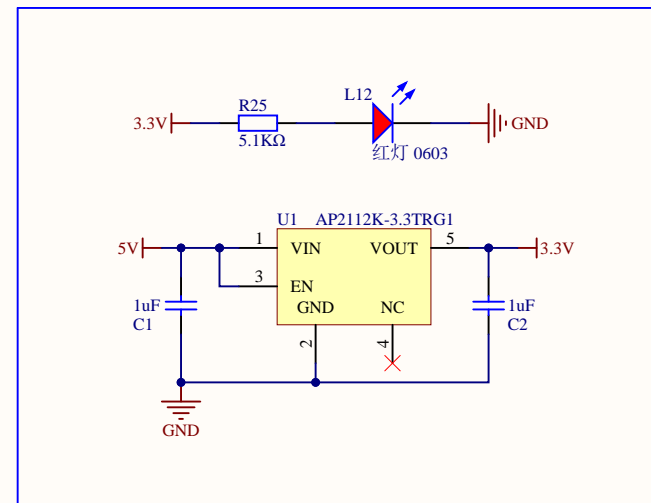 L12
R25
3.3V
GND
5.1KΩ
红灯 0603
U1 AP2112K-3.3TRG1
5V
1
VIN
VOUT
5
3.3V
3
EN
1uF
C1
GND
NC
1uF
C2
2
4
GND